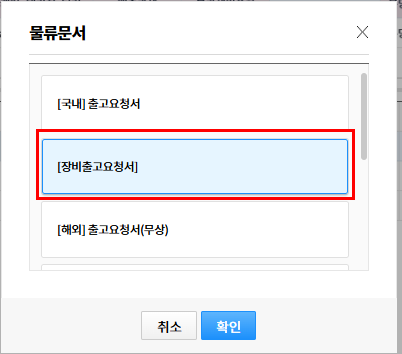 물류문서
[국내] 출고요청서
[장비출고요청서]
[해외] 출고요청서(무상)
취소
확인